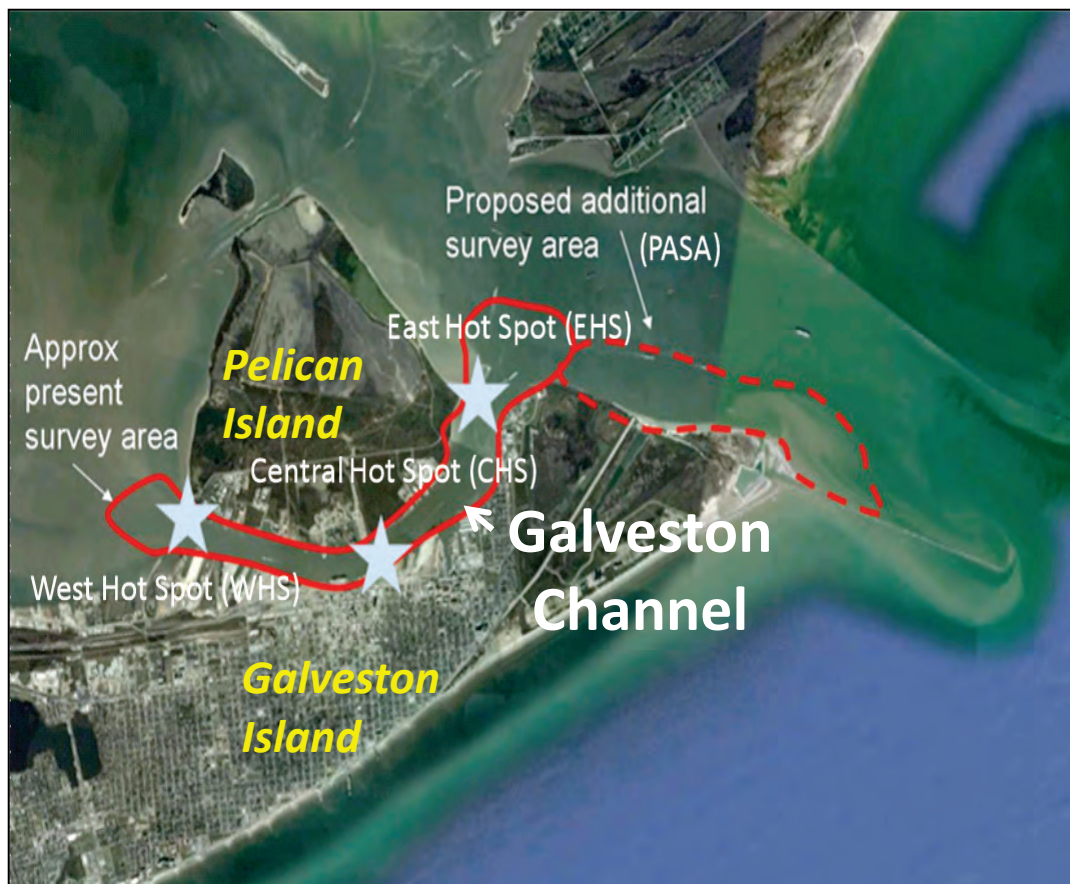 Proposed additional
survey area
(PASA)
East Hot Spot (EHS)
Approx
present
survey area
Pelican
Island
Central Hot Spot (CHS)
Galveston
Channel
West Hot Spot (WHS)
Galveston
Island